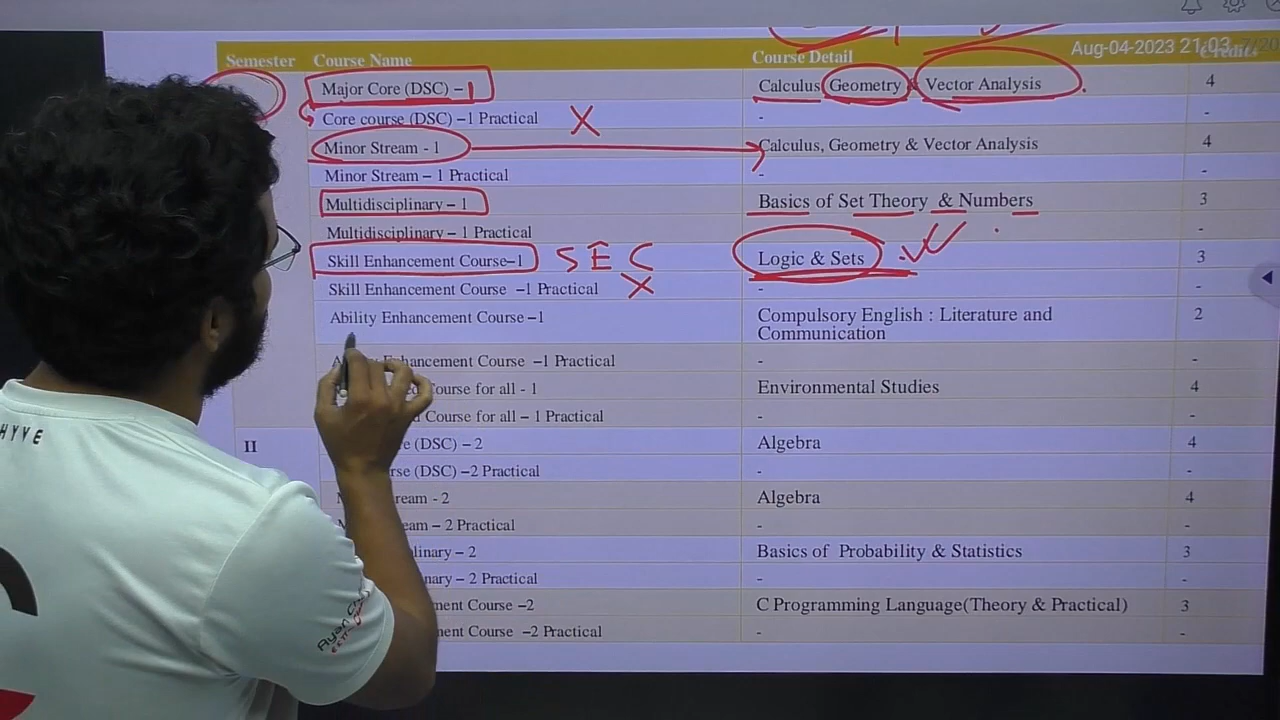 Aug-04-2023 21:03
Semester Course Name Course Detail Credits
Major Core (DSC) – 1 Calculus, Geometry & Vector Analysis 4
Core course (DSC) –1 Practical X -
Minor Stream - 1 Calculus, Geometry & Vector Analysis 4
Minor Stream – 1 Practical -
Multidisciplinary – 1 Basics of Set Theory & Numbers 3
Multidisciplinary – 1 Practical -
Skill Enhancement Course–1 SEC Logic & Sets 3
Skill Enhancement Course –1 Practical X - -
Ability Enhancement Course –1 Compulsory English : Literature and 2
Communication
Enhancement Course –1 Practical - -
Course for all - 1 Environmental Studies 4
Course for all – 1 Practical - -
II (DSC) – 2 Algebra 4
(DSC) –2 Practical - -
- 2 Algebra 4
– 2 Practical - -
– 2 Basics of Probability & Statistics 3
– 2 Practical - -
Course –2 C Programming Language(Theory & Practical) 3
Course –2 Practical - -
HYVE